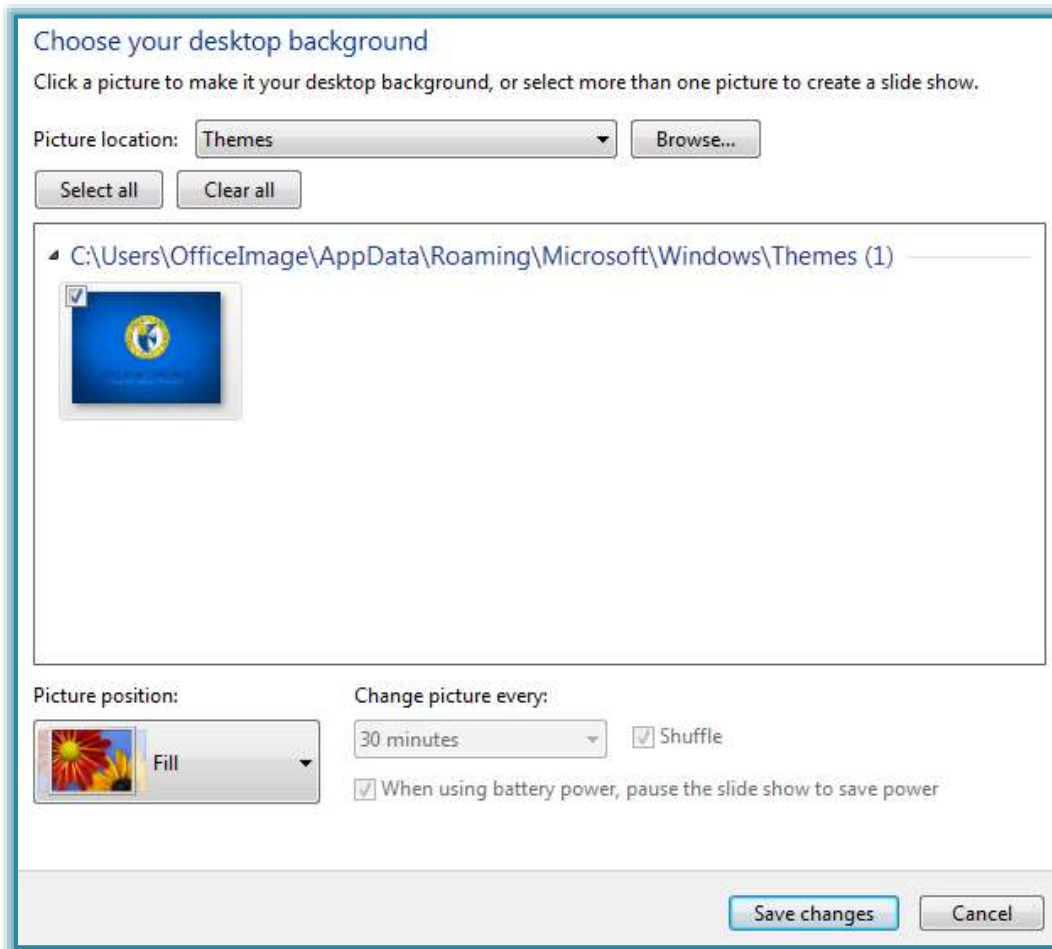 Choose your desktop background
Click a picture to make it your desktop background, or select more than one picture to create a slide show.
Picture location: Themes Browse...
Select all Clear all
C:\Users\OfficeImage\AppData\Roaming\Microsoft\Windows\Themes (1)
Picture position: Change picture every:
Fill 30 minutes Shuffle
When using battery power, pause the slide show to save power
Save changes Cancel